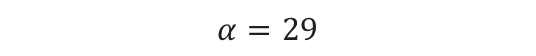 α = 29